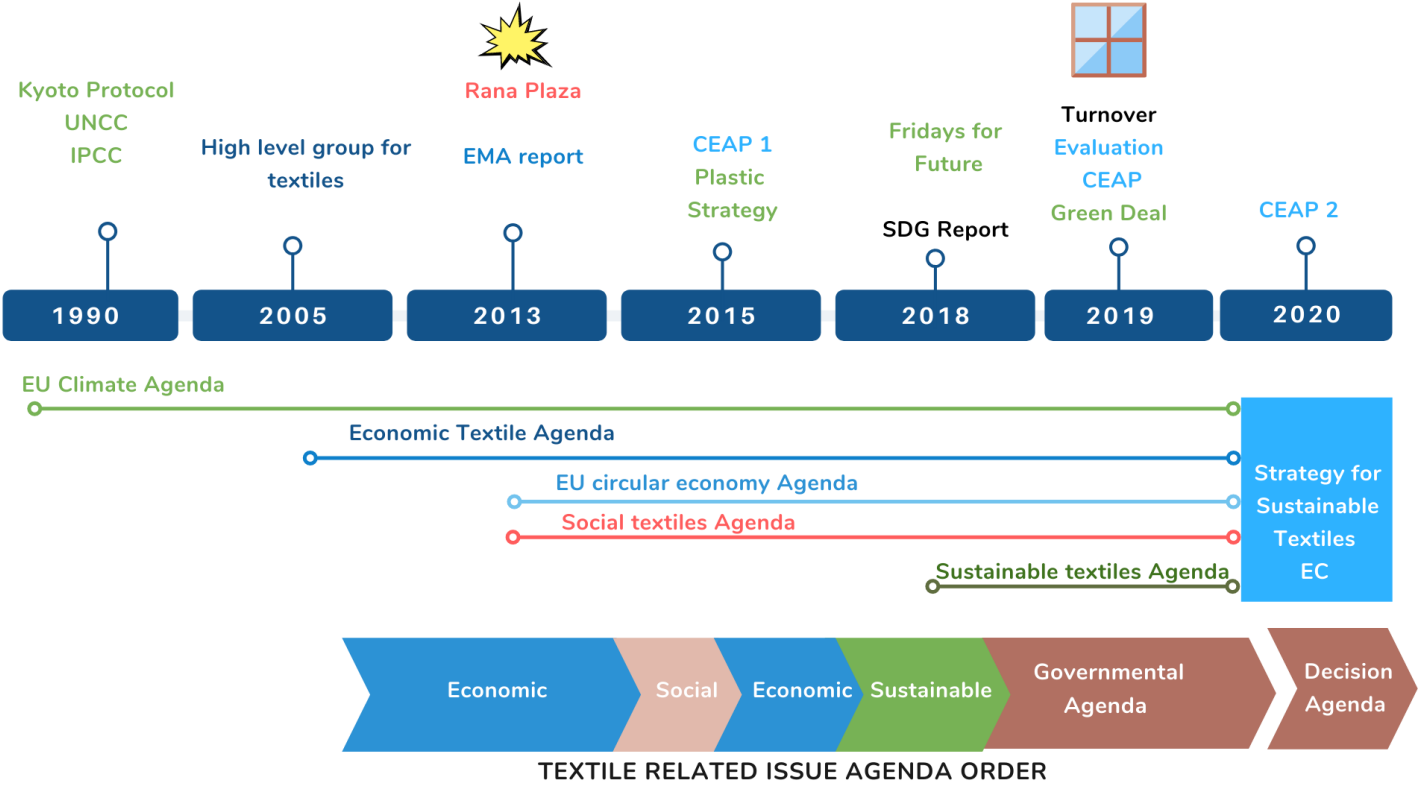 Kyoto Protocol
UNCC
IPCC
High level group for
textiles
Rana Plaza
EMA report
CEAP 1
Plastic
Strategy
Fridays for
Future
SDG Report
Turnover
Evaluation
CEAP
Green Deal
CEAP 2
1990
2005
2013
2015
2018
2019
2020
EU Climate Agenda
Economic Textile Agenda
EU circular economy Agenda
Social textiles Agenda
Sustainable textiles Agenda
Strategy for
Sustainable
Textiles
EC
Economic
Social
Economic
Sustainable
Governmental
Agenda
Decision
Agenda
TEXTILE RELATED ISSUE AGENDA ORDER